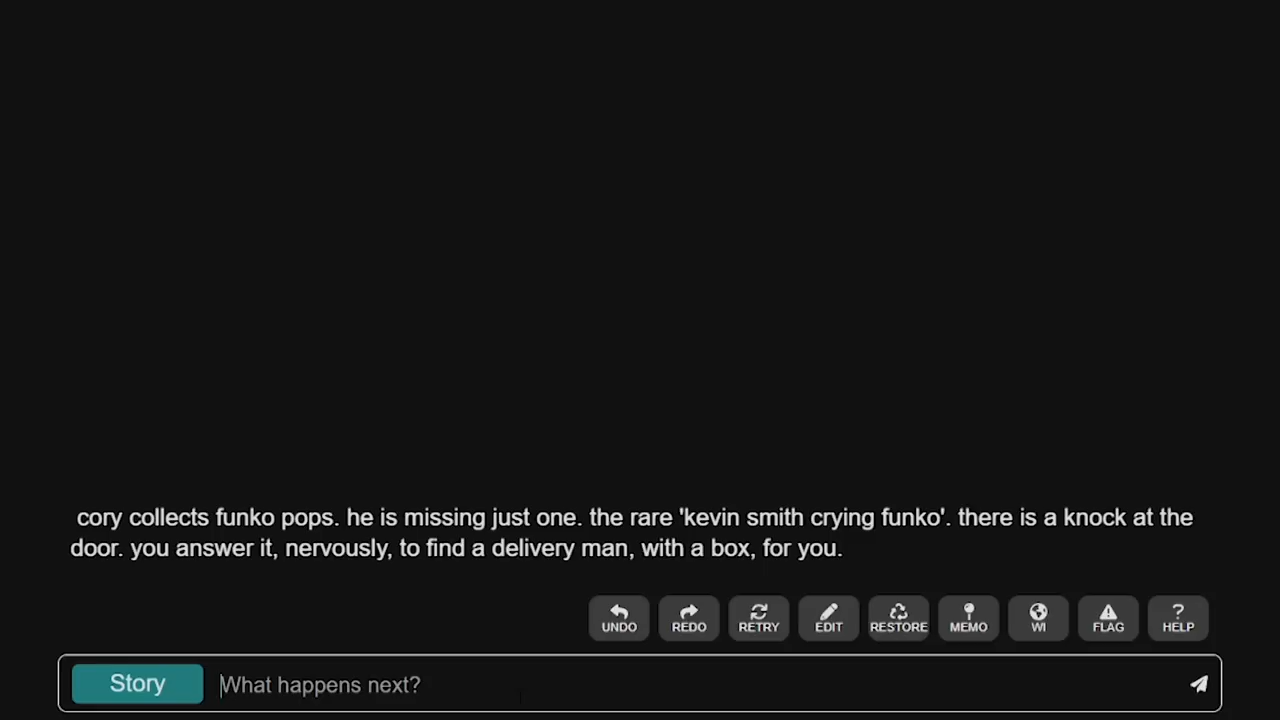 cory collects funko pops. he is missing just one. the rare 'kevin smith crying funko'. there is a knock at the
door. you answer it, nervously, to find a delivery man, with a box, for you.
UNDO REDO RETRY EDIT RESTORE MEMO WI FLAG HELP
Story What happens next?